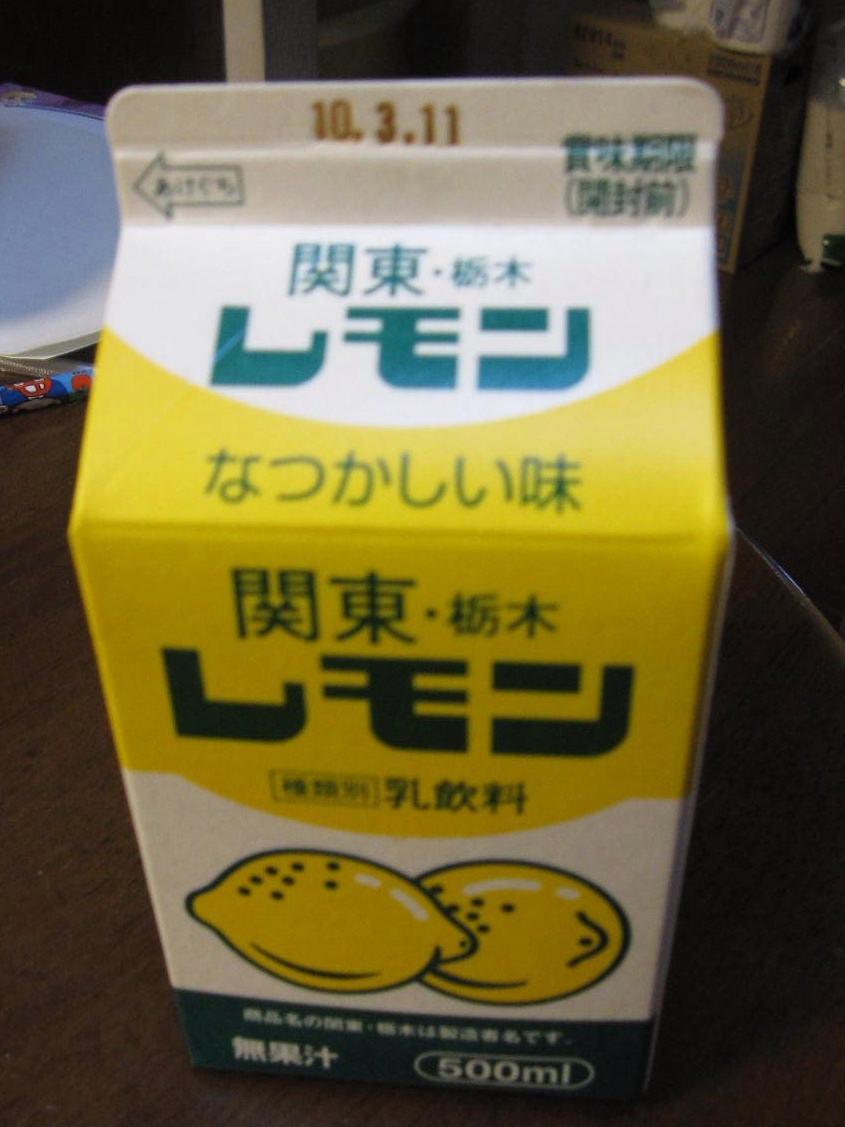 10.3.11
あけぐち
賞味期限
(開封前)
関東・栃木
レモン
なつかしい味
関東・栃木
レモン
種類別 乳飲料
商品名の関東・栃木は製造者名です。
無果汁
500ml